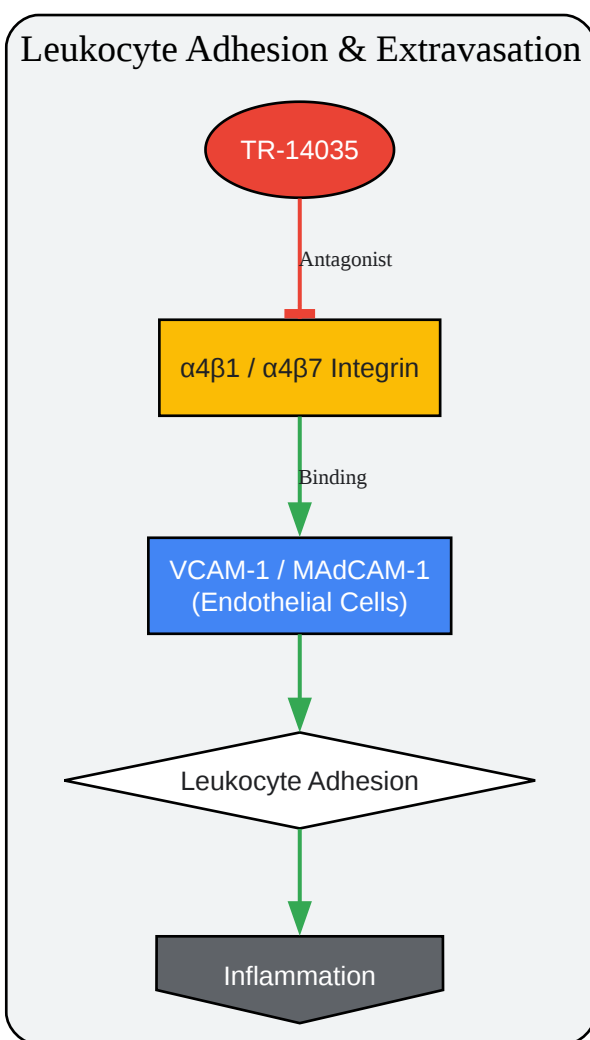 Leukocyte Adhesion & Extravasation
TR-14035
Antagonist
α4β1 / α4β7 Integrin
Binding
VCAM-1 / MAdCAM-1
(Endothelial Cells)
Leukocyte Adhesion
Inflammation